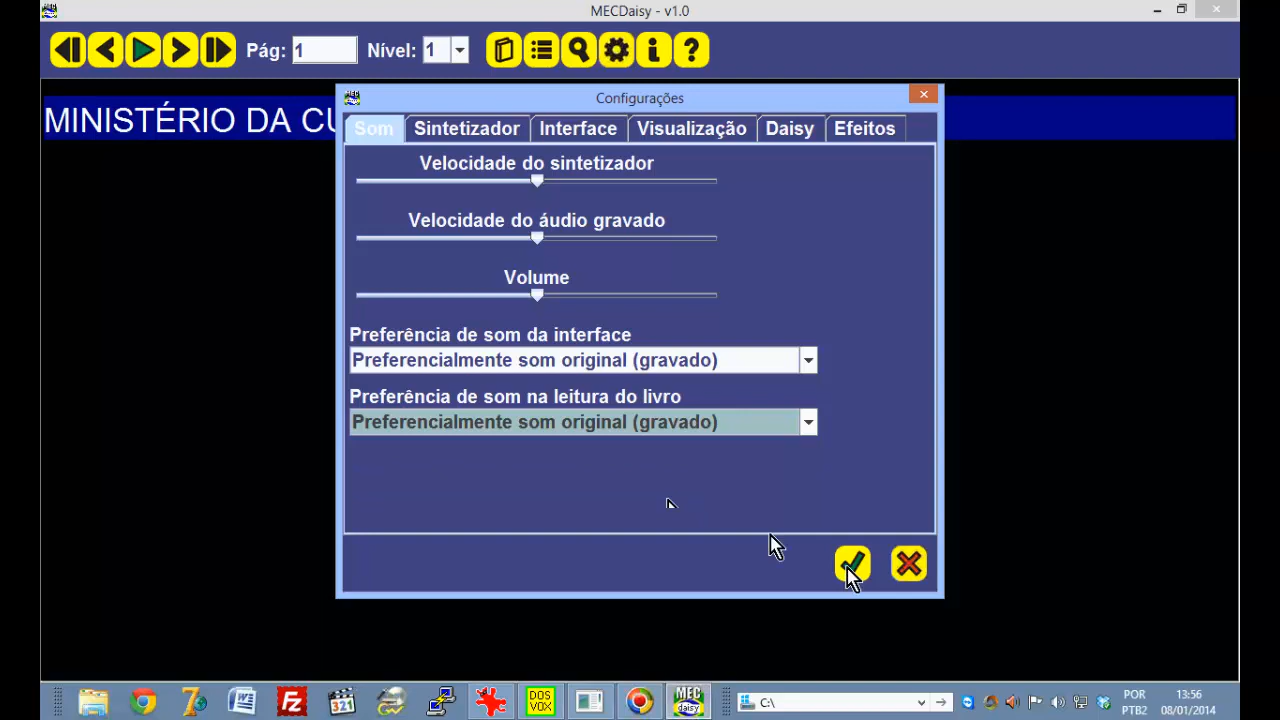 MECDaisy - v1.0
Pág: 1 Nível: 1
Configurações
MINISTÉRIO DA CU
Som Sintetizador Interface Visualização Daisy Efeitos
Velocidade do sintetizador
Velocidade do áudio gravado
Volume
Preferência de som da interface
Preferencialmente som original (gravado)
Preferência de som na leitura do livro
Preferencialmente som original (gravado)
321
DOS
VOX
MEC
daisy
C:\
POR
PTB2
13:56
08/01/2014